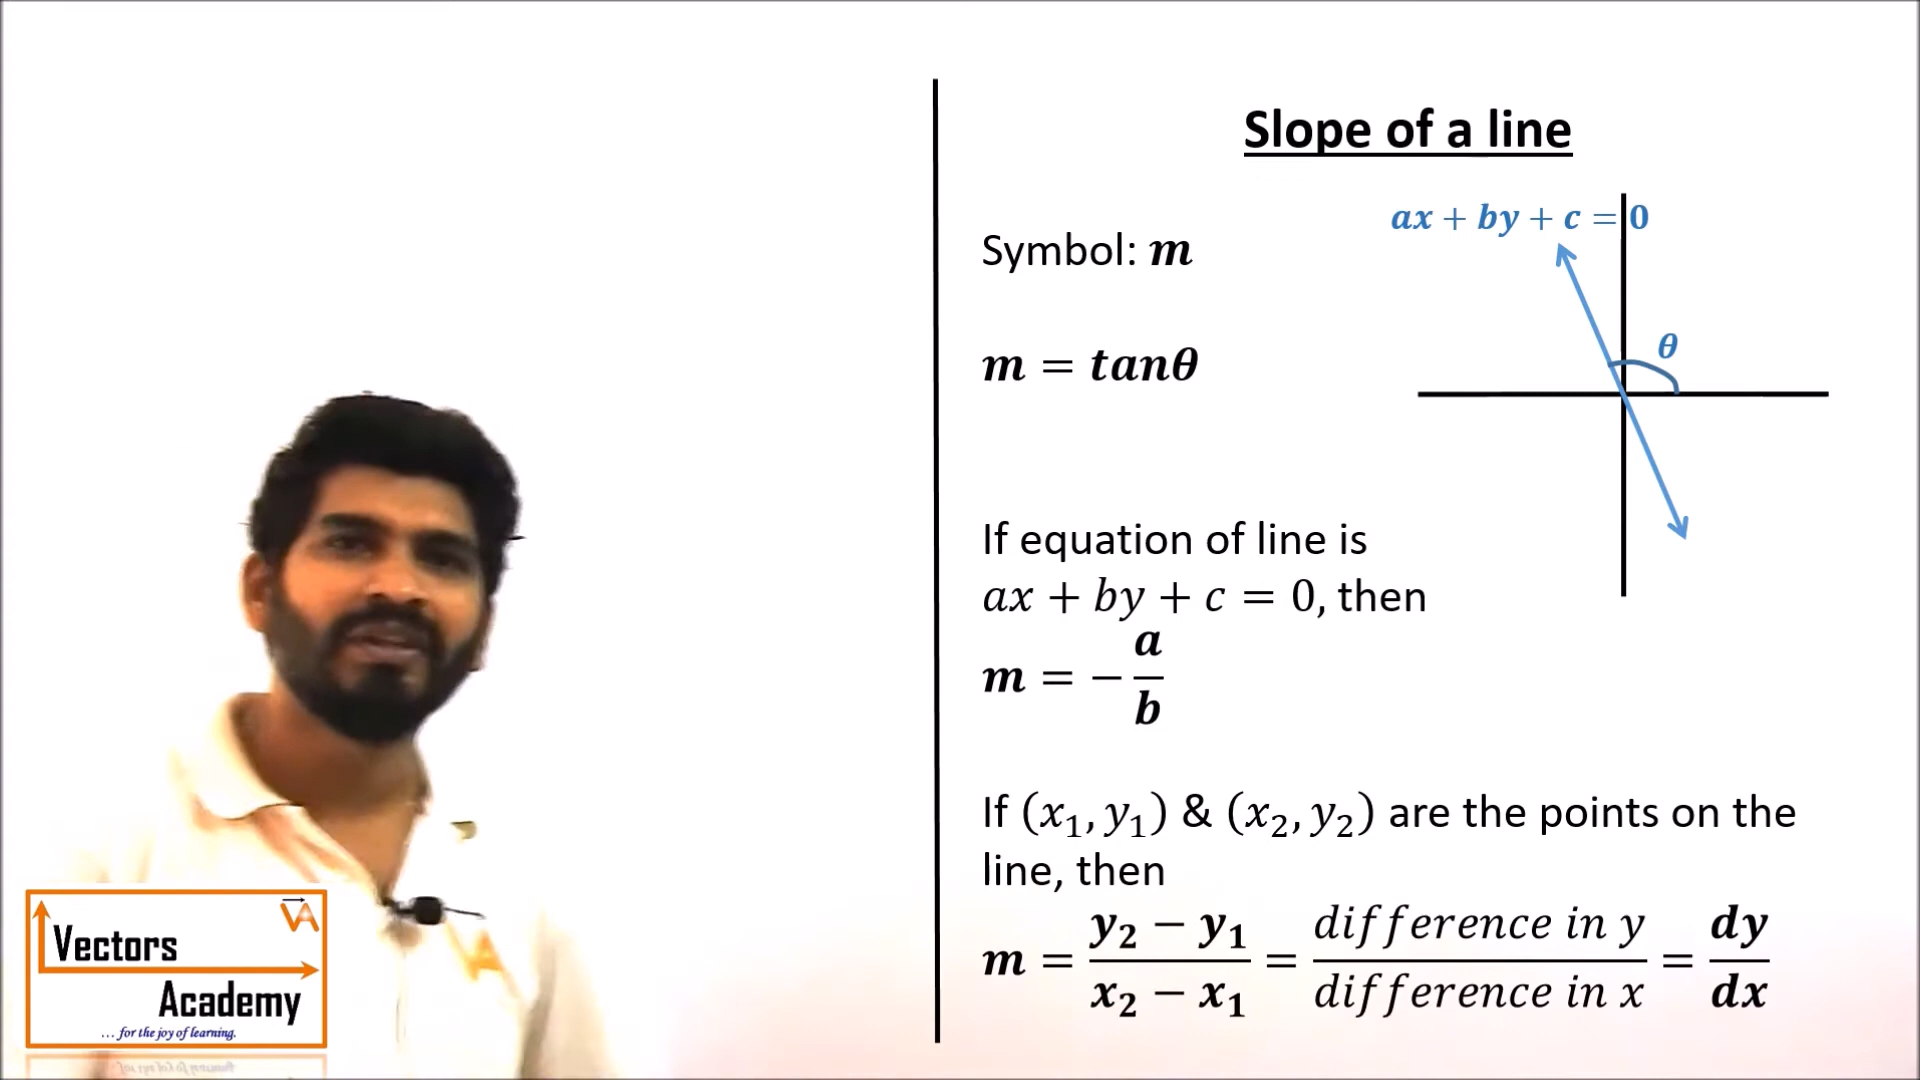 Slope of a line
ax + by + c = 0
Symbol: m
θ
m = tanθ
If equation of line is
ax + by + c = 0, then
m = -a/b
If (x₁, y₁) & (x₂, y₂) are the points on the
line, then
m = y₂ − y₁/x₂ − x₁ = difference in y/difference in x = dy/dx
VA
Vectors
Academy
... for the joy of learning.
VA